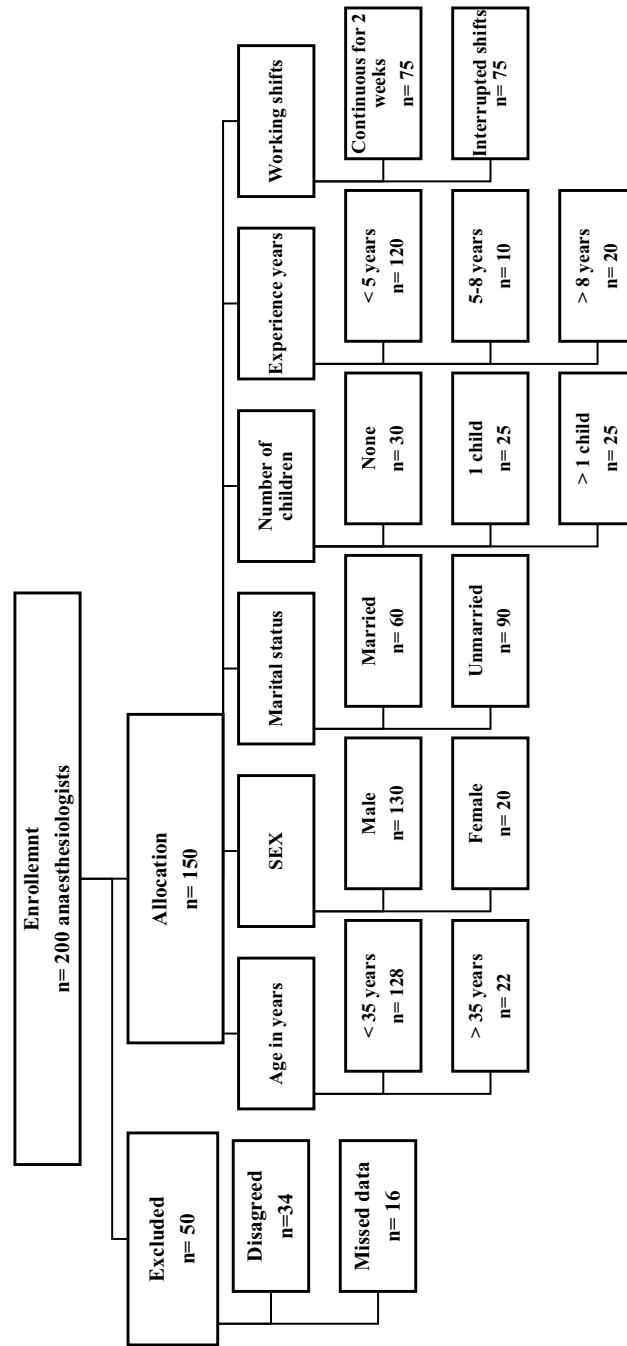 Enrollemnt
n= 200 anaesthesiologists
Excluded
n= 50
Disagreed
n=34
Missed data
n= 16
Allocation
n= 150
Age in years
< 35 years
n= 128
> 35 years
n= 22
SEX
Male
n= 130
Female
n= 20
Marital status
Married
n= 60
Unmarried
n= 90
Number of
children
None
n= 30
1 child
n= 25
> 1 child
n= 25
Experience years
< 5 years
n= 120
5-8 years
n= 10
> 8 years
n= 20
Working shifts
Continuous for 2
weeks
n= 75
Interrupted shifts
n= 75